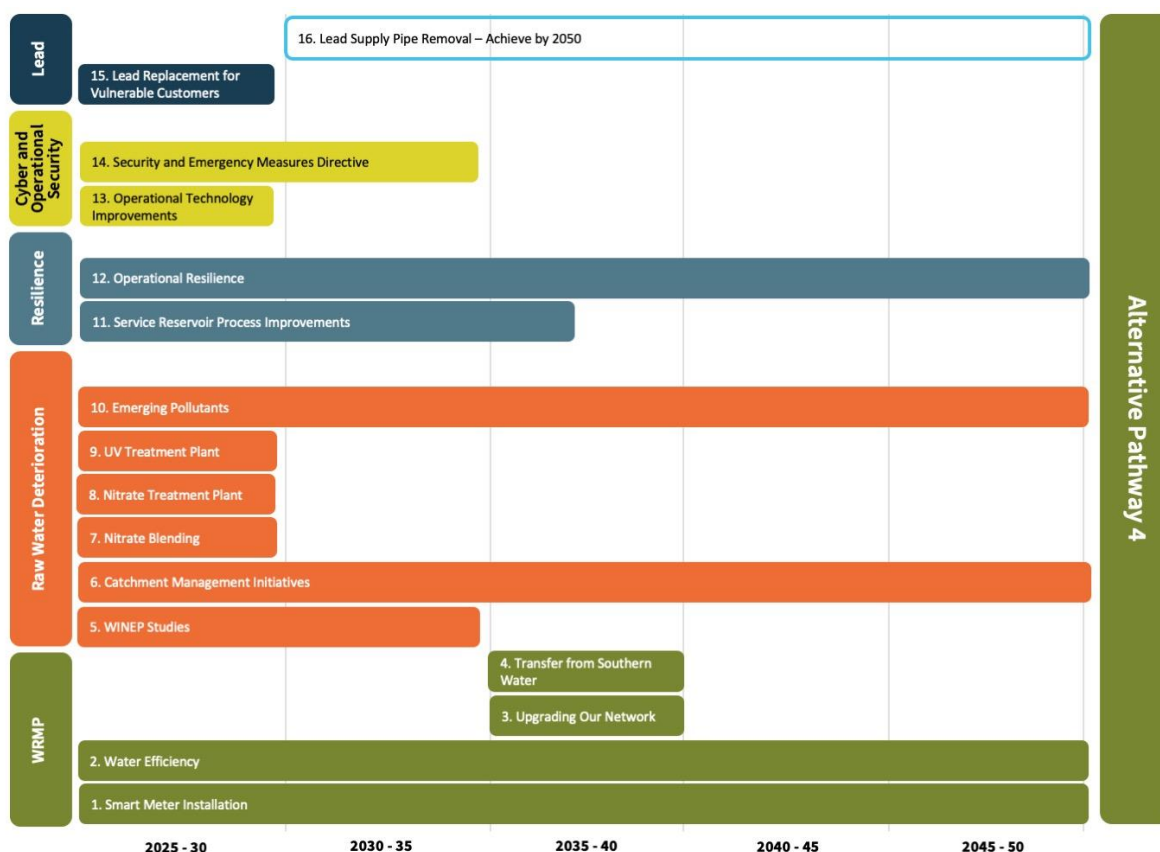 Lead
16. Lead Supply Pipe Removal – Achieve by 2050
15. Lead Replacement for
Vulnerable Customers
Cyber and
Operational
Security
14. Security and Emergency Measures Directive
13. Operational Technology
Improvements
Resilience
12. Operational Resilience
11. Service Reservoir Process Improvements
Raw Water Deterioration
10. Emerging Pollutants
9. UV Treatment Plant
8. Nitrate Treatment Plant
7. Nitrate Blending
6. Catchment Management Initiatives
5. WINEP Studies
WRMP
4. Transfer from Southern
Water
3. Upgrading Our Network
2. Water Efficiency
1. Smart Meter Installation
Alternative Pathway 4
2025 - 30
2030 - 35
2035 - 40
2040 - 45
2045 - 50